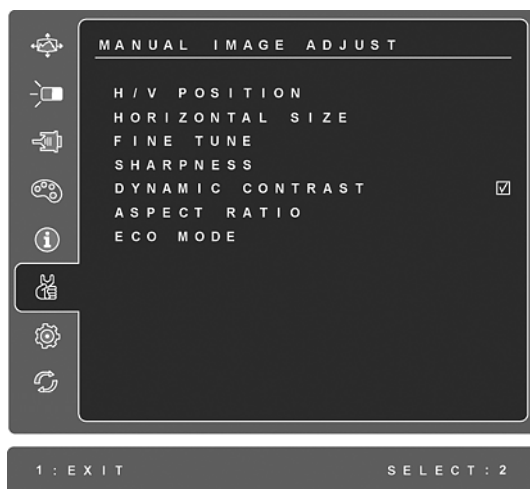 MANUAL IMAGE ADJUST
H/V POSITION
HORIZONTAL SIZE
FINE TUNE
SHARPNESS
DYNAMIC CONTRAST
ASPECT RATIO
ECO MODE
1:EXIT SELECT:2